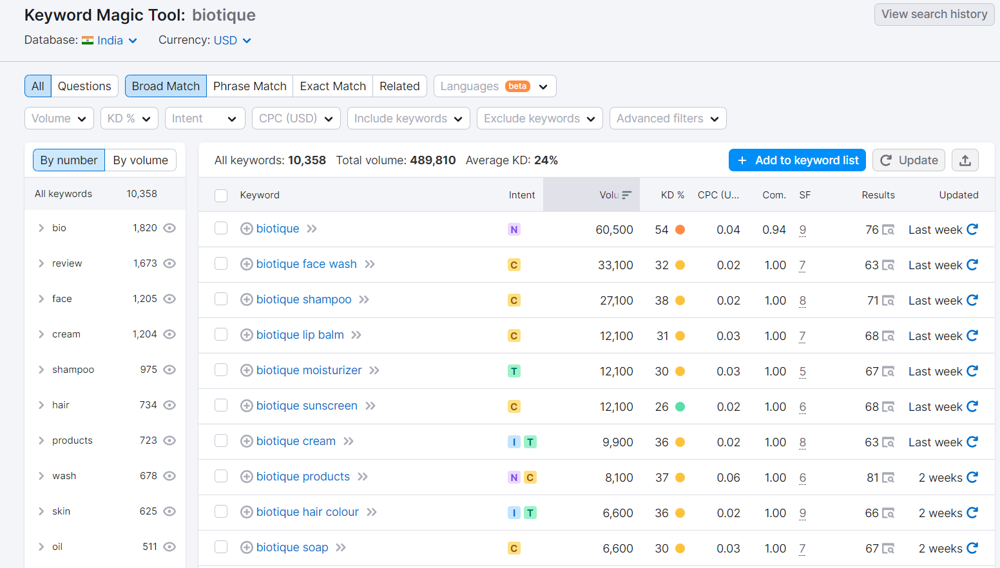 Keyword Magic Tool: biotique
View search history
Database: India Currency: USD
All Questions Broad Match Phrase Match Exact Match Related Languages beta
Volume KD % Intent CPC (USD) Include keywords Exclude keywords Advanced filters
By number By volume
All keywords: 10,358 Total volume: 489,810 Average KD: 24%
+ Add to keyword list Update
All keywords 10,358
bio 1,820
review 1,673
face 1,205
cream 1,204
shampoo 975
hair 734
products 723
wash 678
skin 625
oil 511
Keyword Intent Volu KD % CPC (U... Com. SF Results Updated
biotique N 60,500 54 0.04 0.94 9 76 Last week
biotique face wash C 33,100 32 0.02 1.00 7 63 Last week
biotique shampoo C 27,100 38 0.02 1.00 8 71 Last week
biotique lip balm C 12,100 31 0.03 1.00 7 68 Last week
biotique moisturizer T 12,100 30 0.03 1.00 5 67 Last week
biotique sunscreen C 12,100 26 0.02 1.00 6 68 Last week
biotique cream I T 9,900 36 0.02 1.00 8 63 Last week
biotique products N C 8,100 37 0.06 1.00 6 81 2 weeks
biotique hair colour I T 6,600 36 0.02 1.00 9 66 2 weeks
biotique soap C 6,600 30 0.03 1.00 7 67 2 weeks